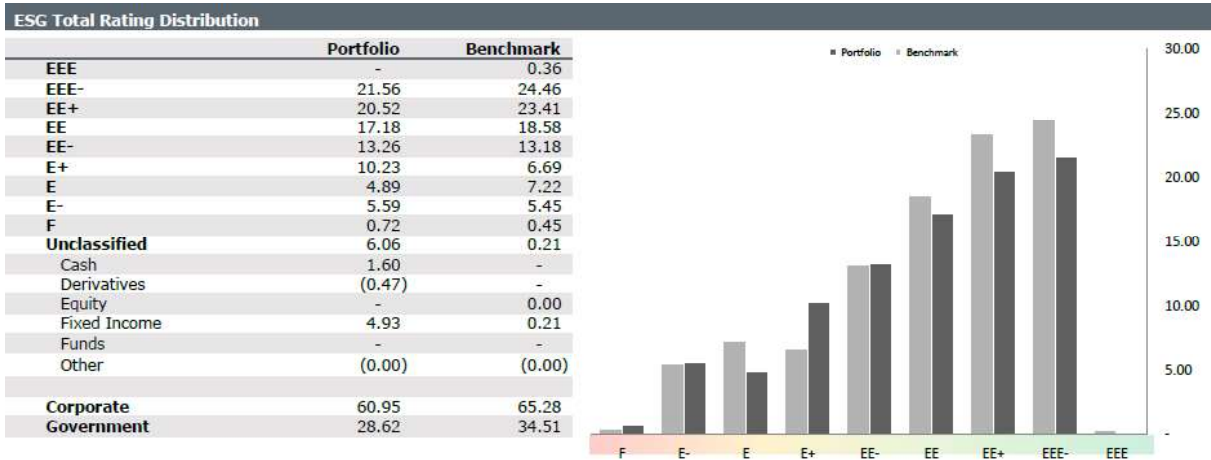 ESG Total Rating Distribution
Portfolio Benchmark
EEE - 0.36
EEE- 21.56 24.46
EE+ 20.52 23.41
EE 17.18 18.58
EE- 13.26 13.18
E+ 10.23 6.69
E 4.89 7.22
E- 5.59 5.45
F 0.72 0.45
Unclassified 6.06 0.21
Cash 1.60 -
Derivatives (0.47) -
Equity - 0.00
Fixed Income 4.93 0.21
Funds - -
Other (0.00) (0.00)
Corporate 60.95 65.28
Government 28.62 34.51
Portfolio Benchmark
30.00
25.00
20.00
15.00
10.00
5.00
-
F E- E E+ EE- EE EE+ EEE- EEE